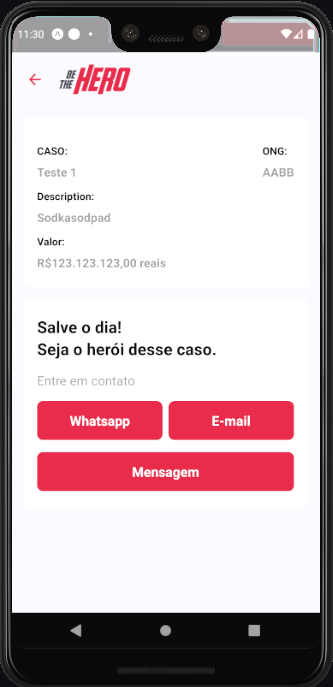 11:30
BE THE HERO
CASO: ONG:
Teste 1 AABB
Description:
Sodkasodpad
Valor:
R$123.123.123,00 reais
Salve o dia!
Seja o herói desse caso.
Entre em contato
Whatsapp E-mail
Mensagem